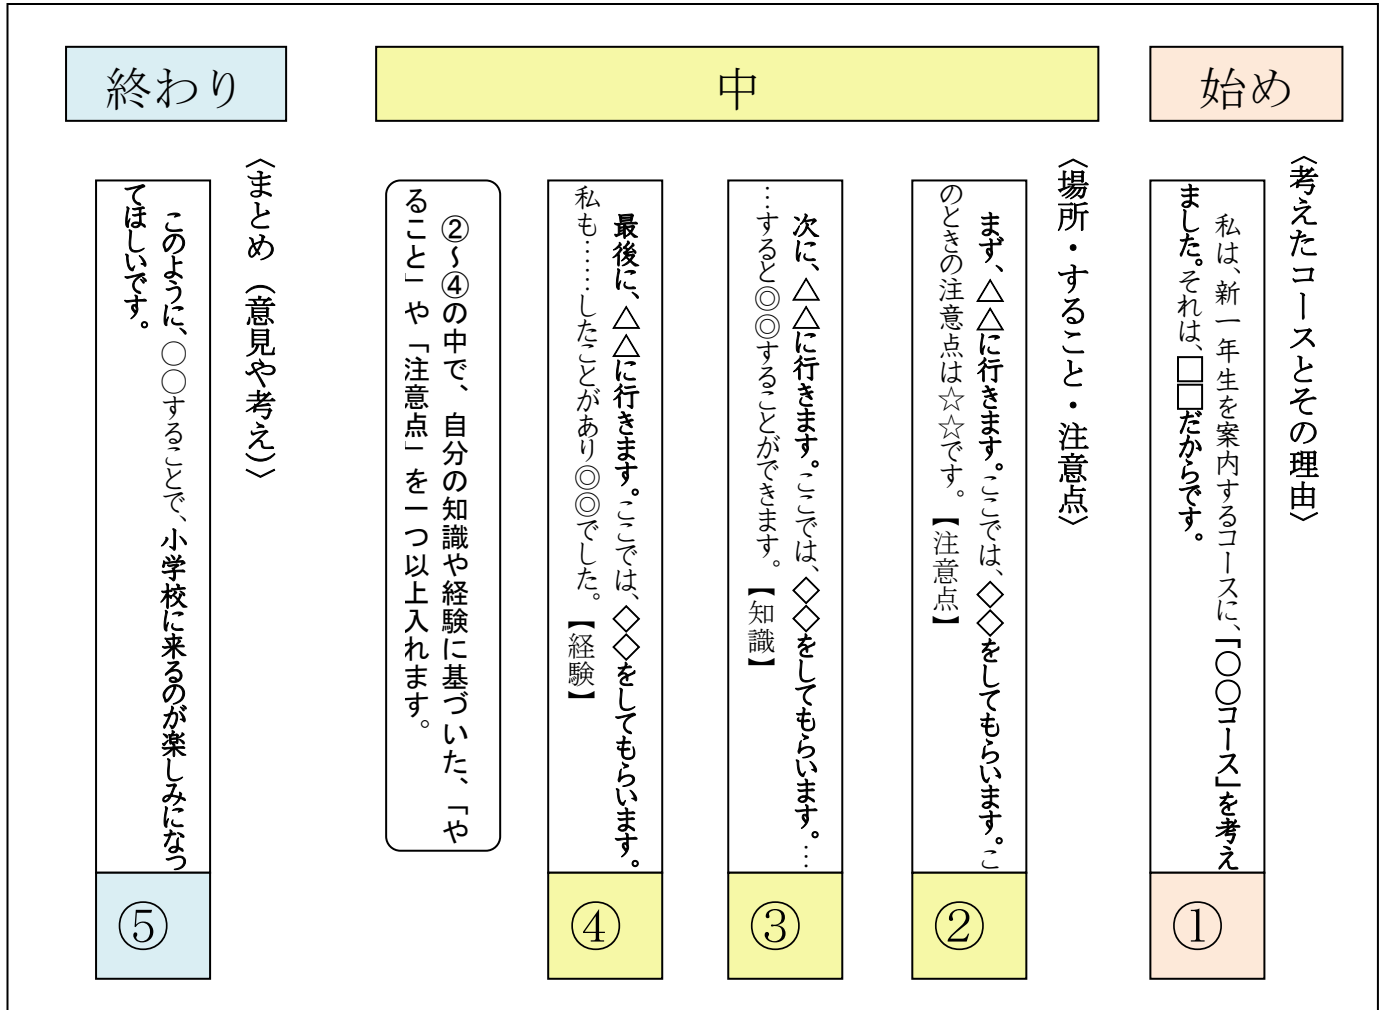 始め
〈考えたコースとその理由〉
私は、新一年生を案内するコースに、「〇〇コース」を考え
ました。それは、□□だからです。
①
中
〈場所・すること・注意点〉
まず、△△に行きます。ここでは、◇◇をしてもらいます。こ
のときの注意点は☆☆です。【注意点】
②
次に、△△に行きます。ここでは、◇◇をしてもらいます。…
…すると◎◎することができます。【知識】
③
最後に、△△に行きます。ここでは、◇◇をしてもらいます。
私も……したことがあり◎◎でした。【経験】
④
②～④の中で、自分の知識や経験に基づいた、「や
ること」や「注意点」を一つ以上入れます。
終わり
〈まとめ（意見や考え）〉
このように、〇〇することで、小学校に来るのが楽しみになっ
てほしいです。
⑤